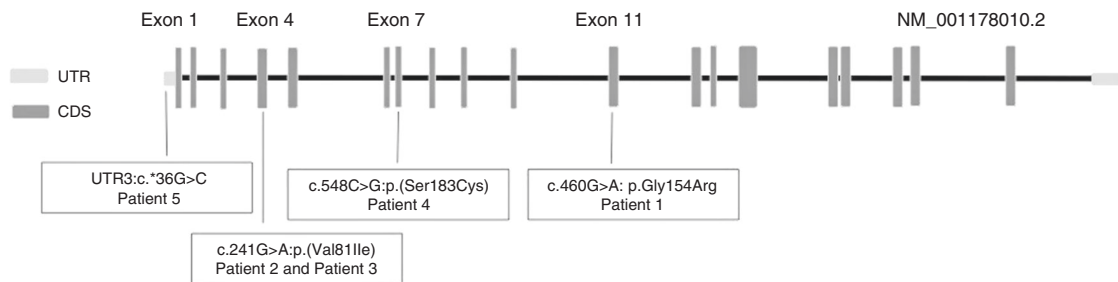 Exon 1 Exon 4 Exon 7 Exon 11 NM_001178010.2
UTR
CDS
UTR3:c.*36G>C
Patient 5
c.548C>G:p.(Ser183Cys)
Patient 4
c.460G>A: p.Gly154Arg
Patient 1
c.241G>A:p.(Val81Ile)
Patient 2 and Patient 3